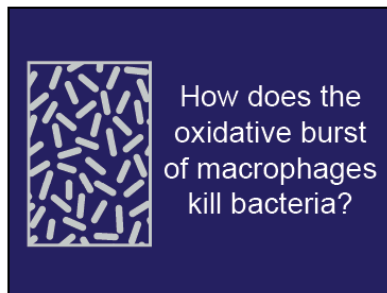 How does the
oxidative burst
of macrophages
kill bacteria?